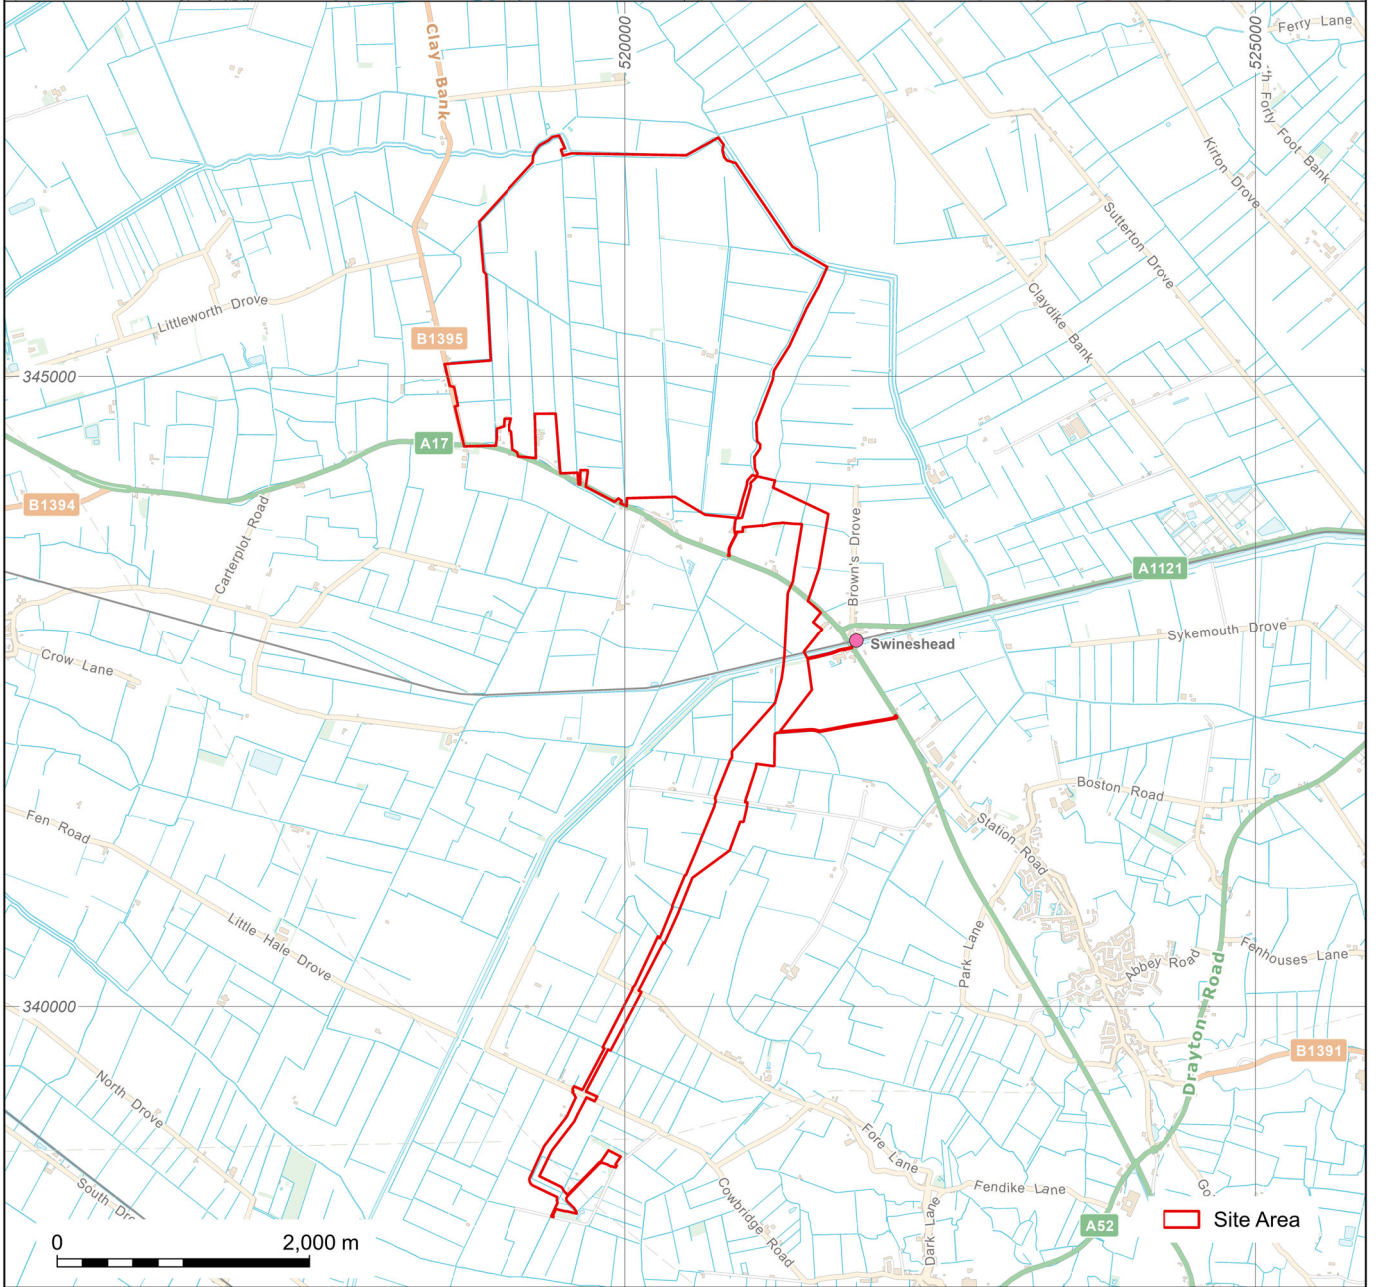 520000
525000
Ferry Lane
Clay Bank
'h Forty Foot Bank
Kirton Drove
Sutterton Drove
Littleworth Drove
Claydike Bank
B1395
345000
A17
B1394
Carterplot Road
Brown's Drove
A1121
Swineshead
Sykemouth Drove
Crow Lane
Boston Road
Fen Road
Station Road
Little Hale Drove
Park Lane
Abbey Road
Fenhouses Lane
340000
Drayton Road
B1391
North Drove
Fore Lane
South Dro
Cowbridge Road
Fendike Lane
Dark Lane
Go
A52
Site Area
0 2,000 m